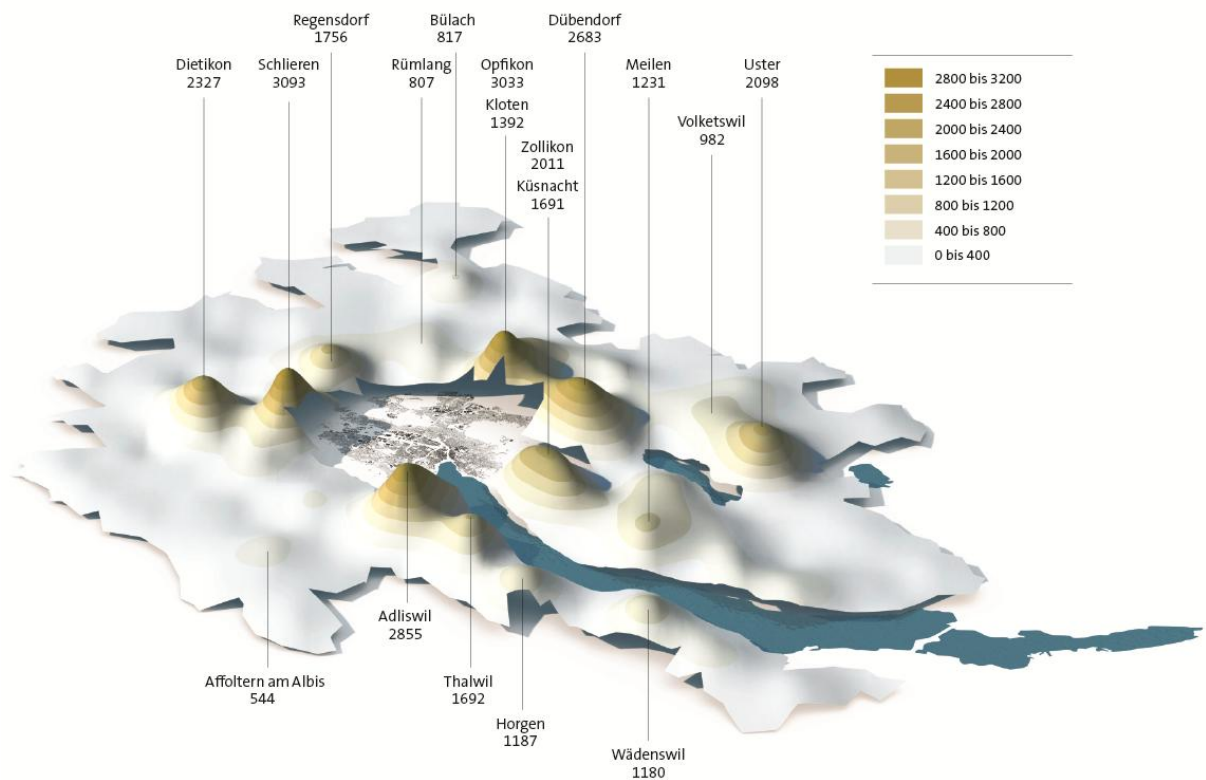 Regensdorf
1756
Bülach
817
Dübendorf
2683
Dietikon
2327
Schlieren
3093
Rümlang
807
Opfikon
3033
Kloten
1392
Zollikon
2011
Küsnacht
1691
Meilen
1231
Uster
2098
Volketswil
982
2800 bis 3200
2400 bis 2800
2000 bis 2400
1600 bis 2000
1200 bis 1600
800 bis 1200
400 bis 800
0 bis 400
Adliswil
2855
Affoltern am Albis
544
Thalwil
1692
Horgen
1187
Wädenswil
1180